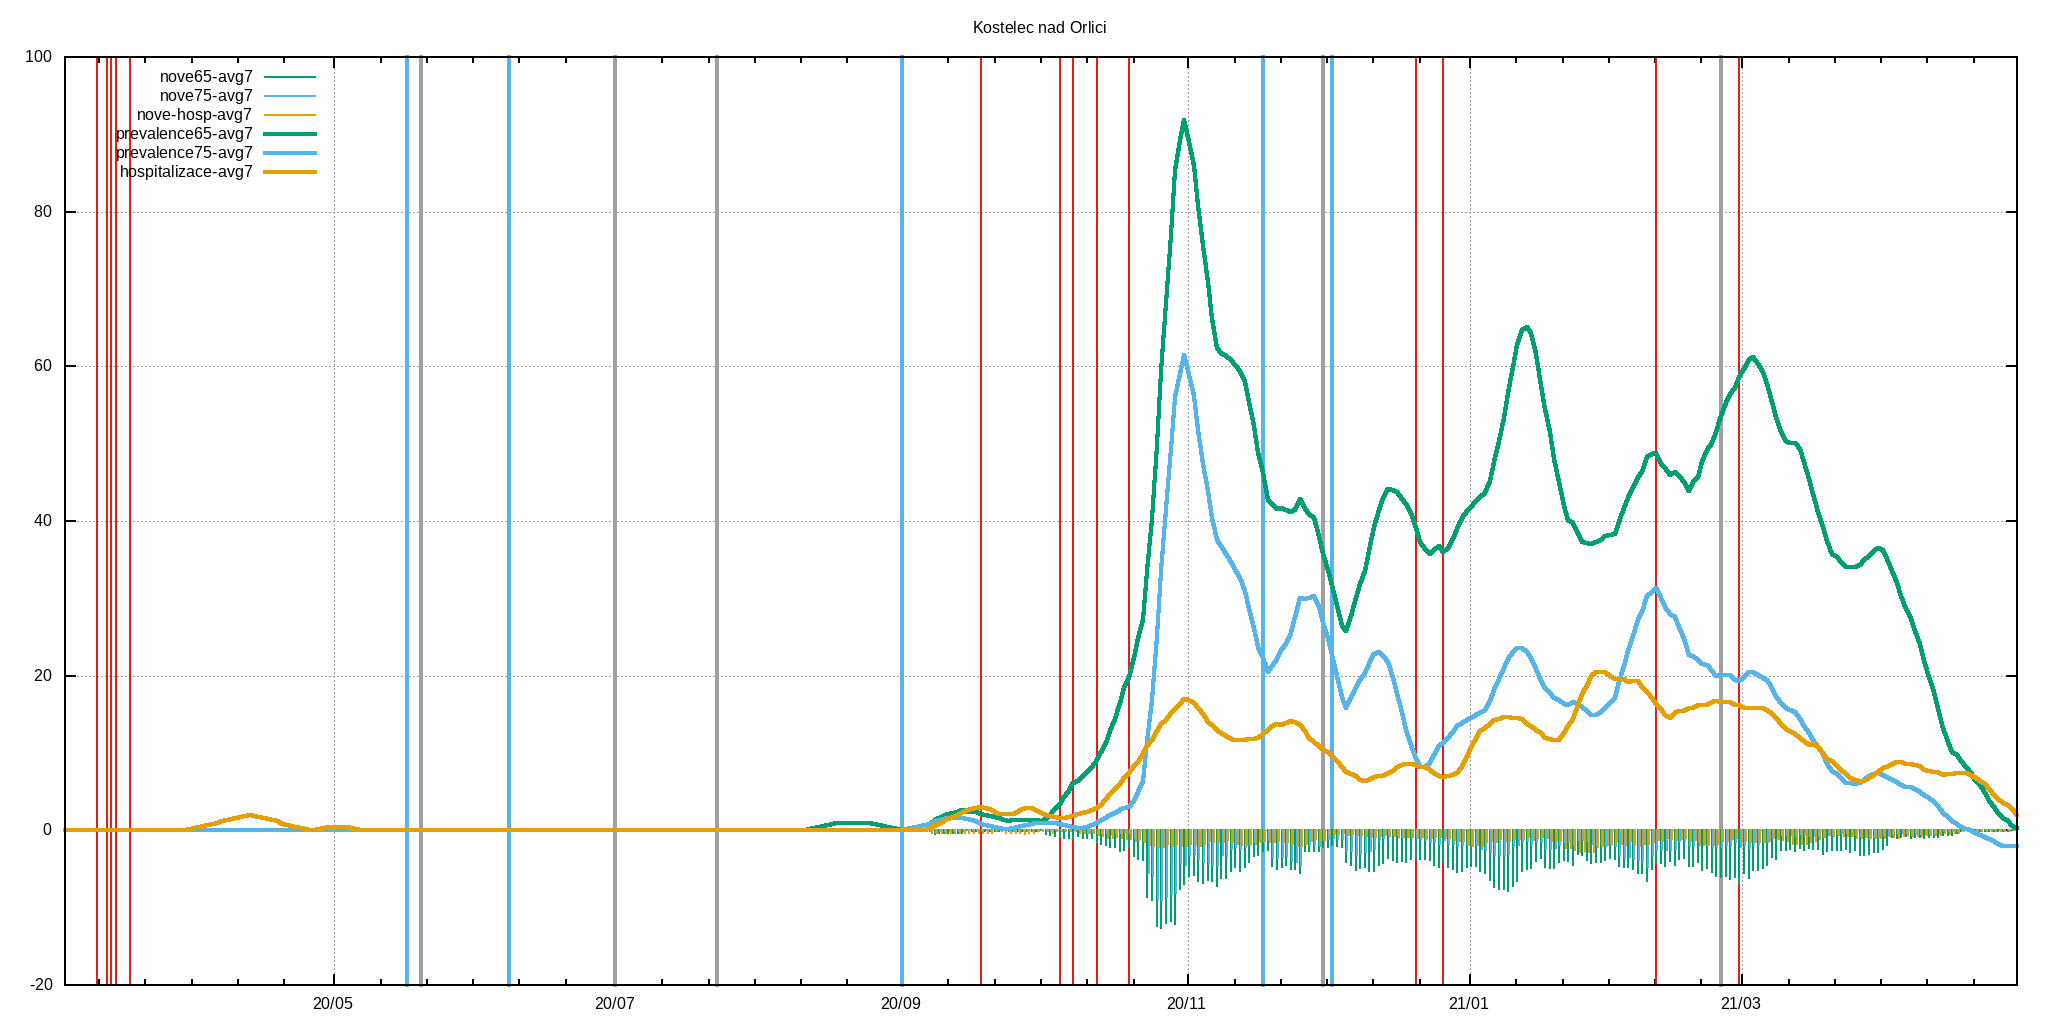 Kostelec nad Orlici
100
80
60
40
20
0
-20
nove65-avg7
nove75-avg7
nove-hosp-avg7
prevalence65-avg7
prevalence75-avg7
hospitalizace-avg7
20/05
20/07
20/09
20/11
21/01
21/03